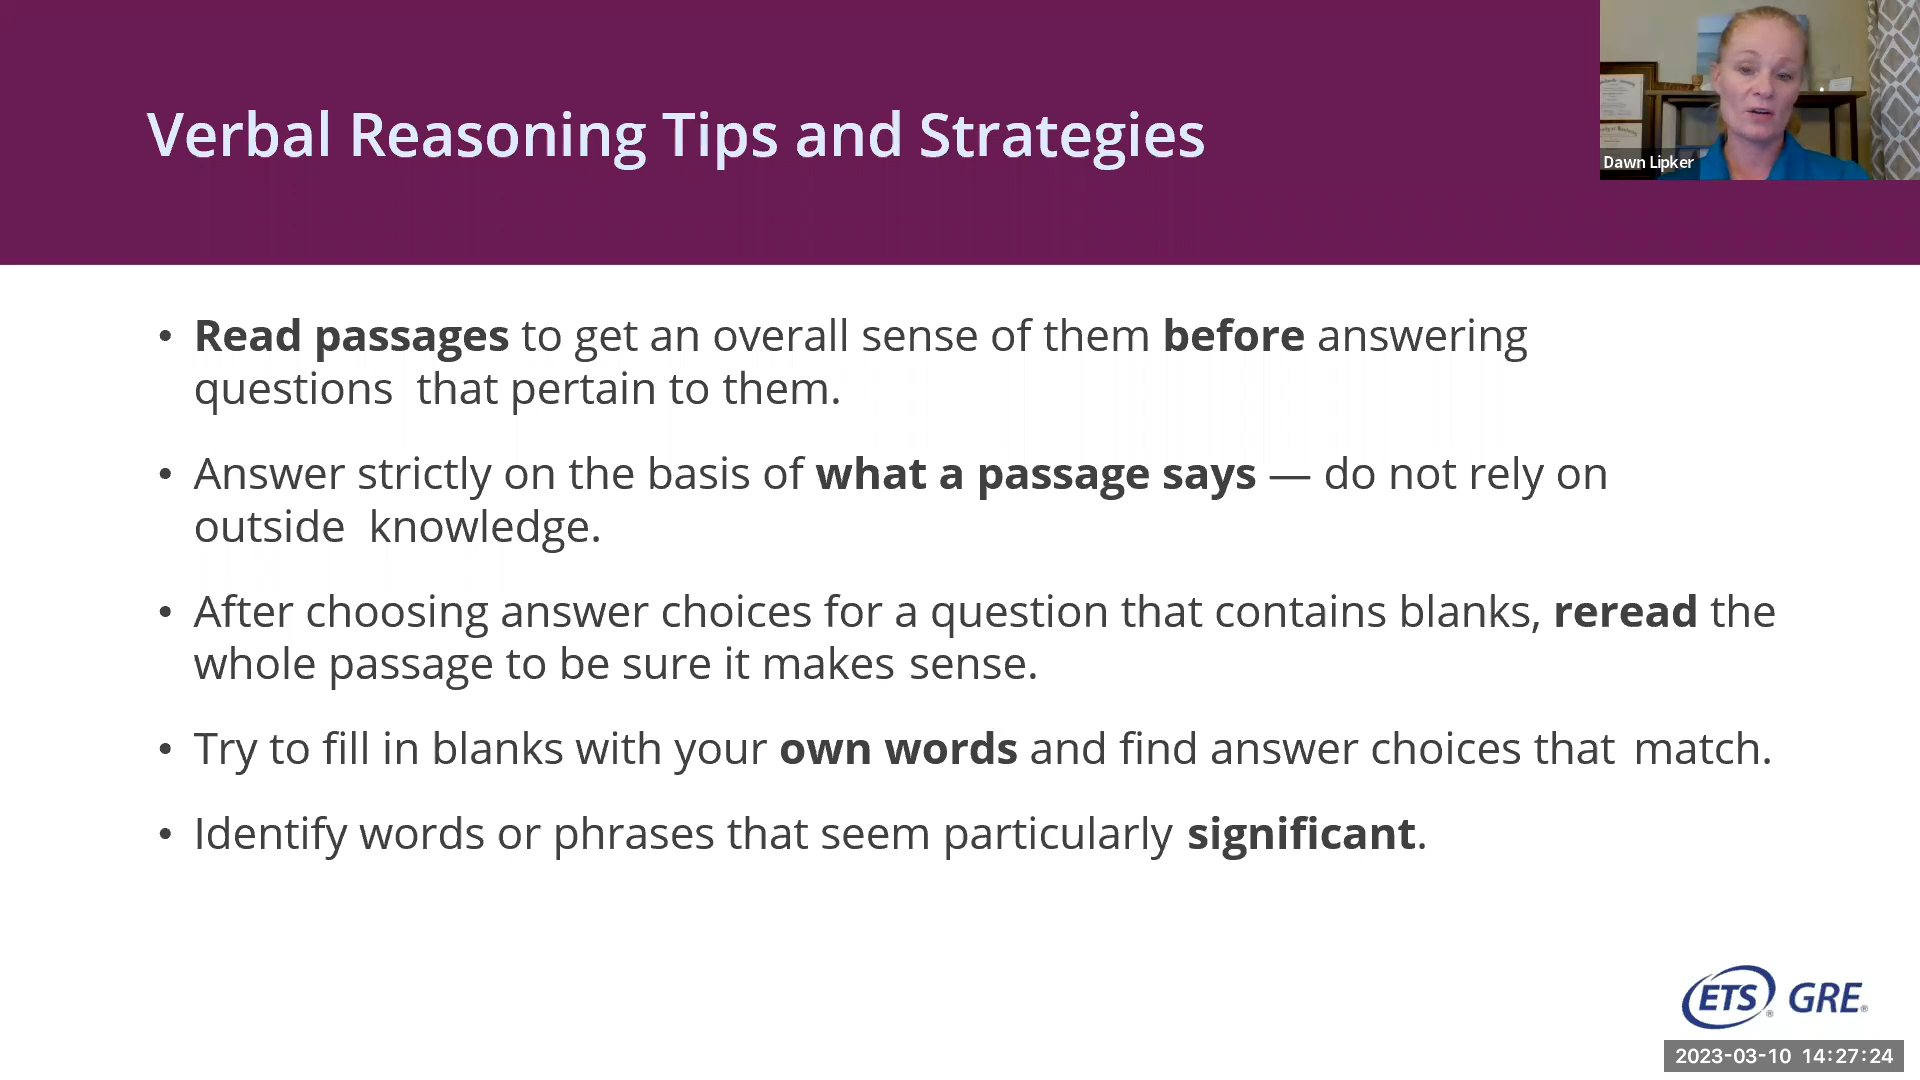 Verbal Reasoning Tips and Strategies
Dawn Lipker
• Read passages to get an overall sense of them before answering
questions that pertain to them.
• Answer strictly on the basis of what a passage says — do not rely on
outside knowledge.
• After choosing answer choices for a question that contains blanks, reread the
whole passage to be sure it makes sense.
• Try to fill in blanks with your own words and find answer choices that match.
• Identify words or phrases that seem particularly significant.
ETS® GRE®
2023-03-10 14:27:24